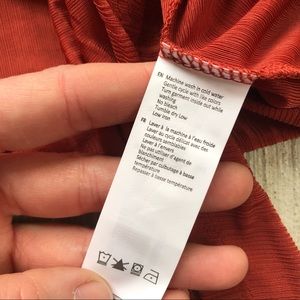 EN Machine wash in cold water
Gentle cycle with like colors
Turn garment inside out while
washing
No bleach
Tumble dry Low
Low iron
FR Laver à la machine à l'eau froide
Laver au cycle délicat avec des
couleurs semblables
Laver à l'envers
Ne pas utiliser d'agent de
blanchiment
Sécher par culbutage à basse
température
Repasser à basse température